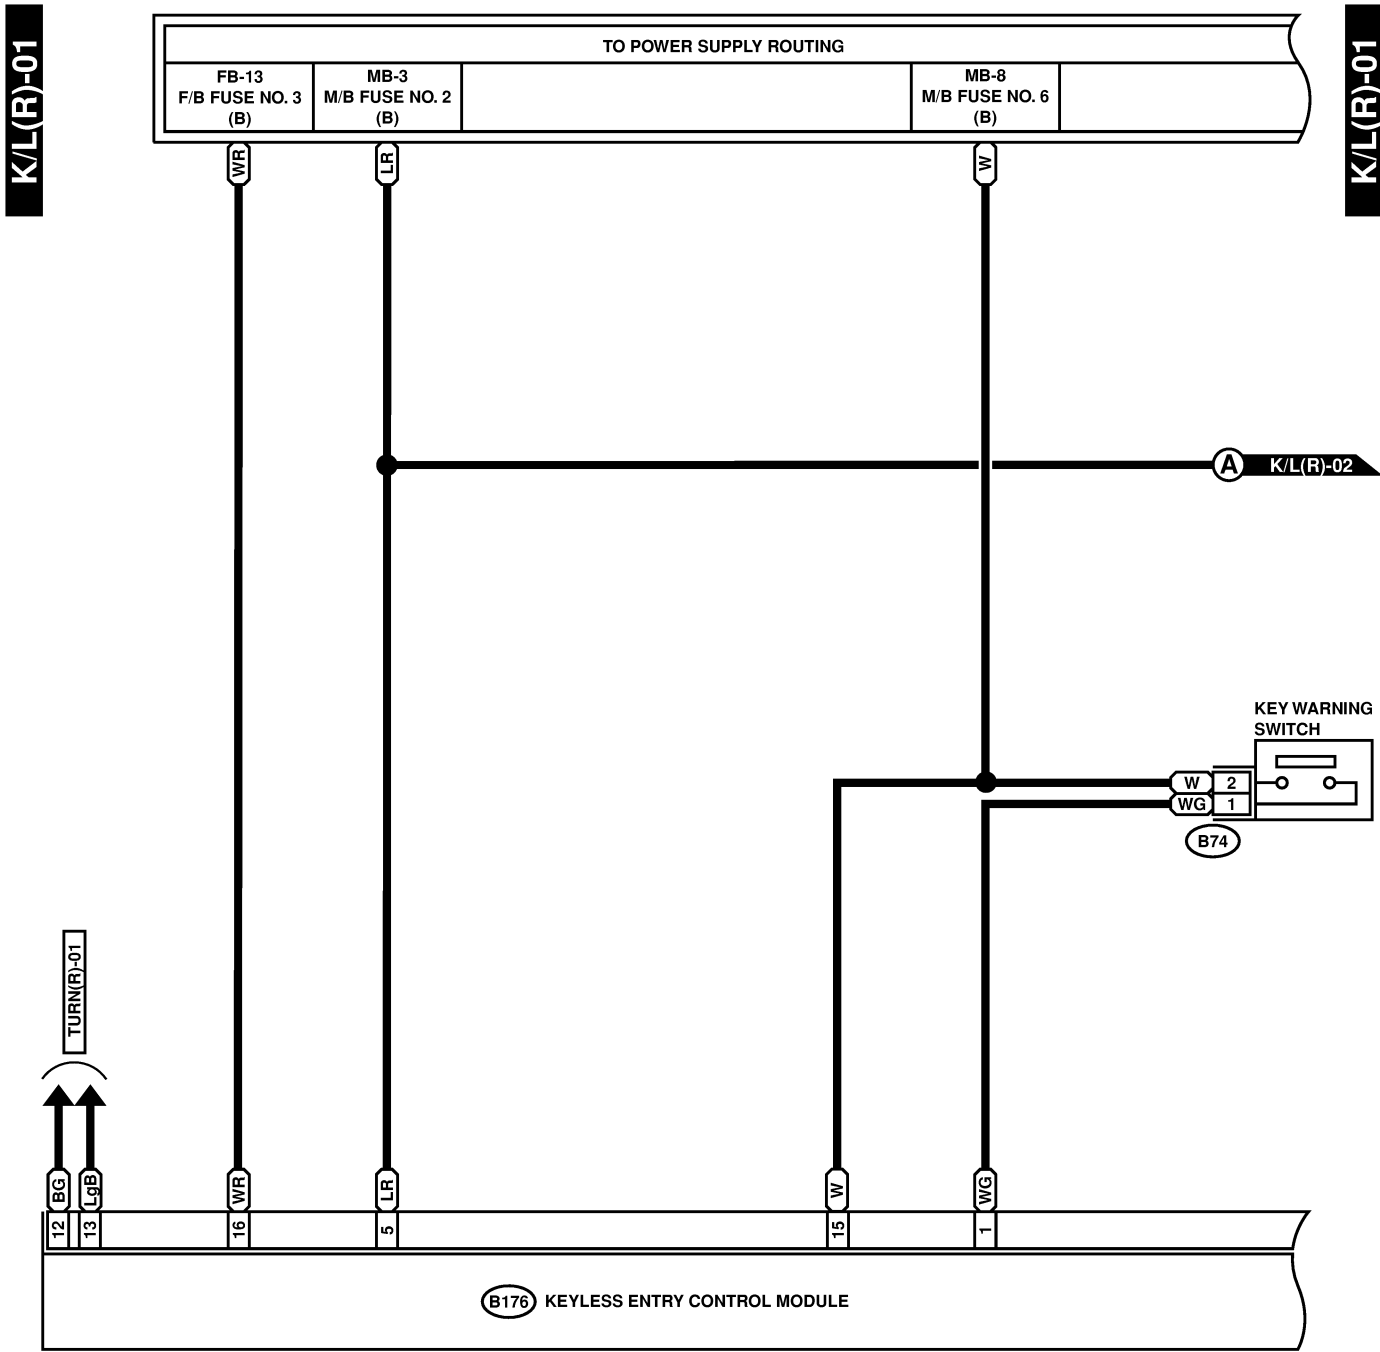 K/L(R)-01
K/L(R)-01
TO POWER SUPPLY ROUTING
FB-13
F/B FUSE NO. 3
(B)
MB-3
M/B FUSE NO. 2
(B)
MB-8
M/B FUSE NO. 6
(B)
WR
LR
W
A
K/L(R)-02
KEY WARNING
SWITCH
W
2
WG
1
B74
TURN(R)-01
BG
LgB
WR
LR
W
WG
12
13
16
5
15
1
B176
KEYLESS ENTRY CONTROL MODULE